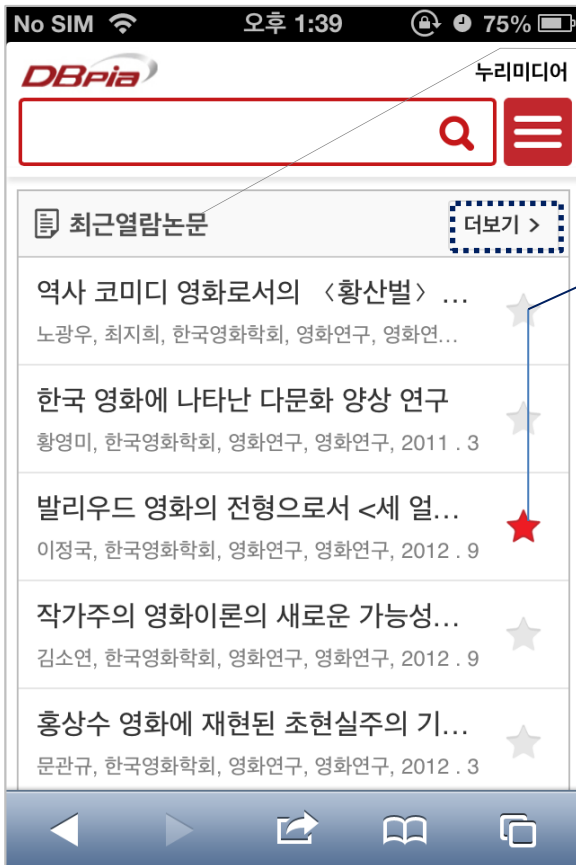 No SIM 오후 1:39 75%
DBpia 누리미디어
최근열람논문 더보기 >
역사 코미디 영화로서의 〈황산벌〉 ...
노광우, 최지희, 한국영화학회, 영화연구, 영화연...
한국 영화에 나타난 다문화 양상 연구
황영미, 한국영화학회, 영화연구, 영화연구, 2011 . 3
발리우드 영화의 전형으로서 <세 얼...
이정국, 한국영화학회, 영화연구, 영화연구, 2012 . 9
작가주의 영화이론의 새로운 가능성...
김소연, 한국영화학회, 영화연구, 영화연구, 2012 . 9
홍상수 영화에 재현된 초현실주의 기...
문관규, 한국영화학회, 영화연구, 영화연구, 2012 . 3